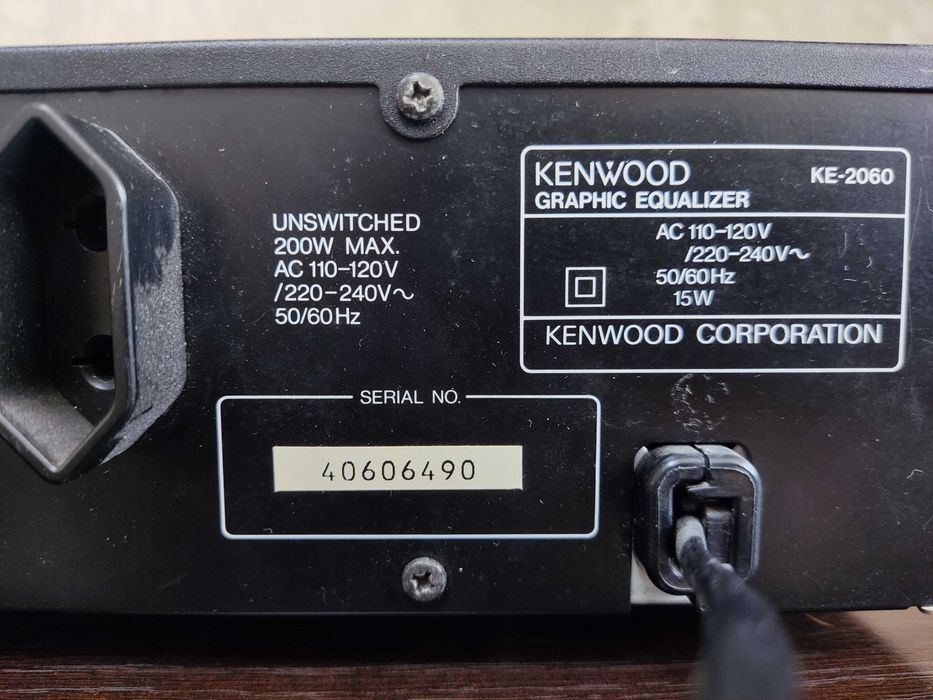 UNSWITCHED
200W MAX.
AC 110–120V
/220–240V~
50/60Hz
KENWOOD KE-2060
GRAPHIC EQUALIZER
AC 110–120V
/220–240V~
50/60Hz
15W
KENWOOD CORPORATION
SERIAL NO.
40606490